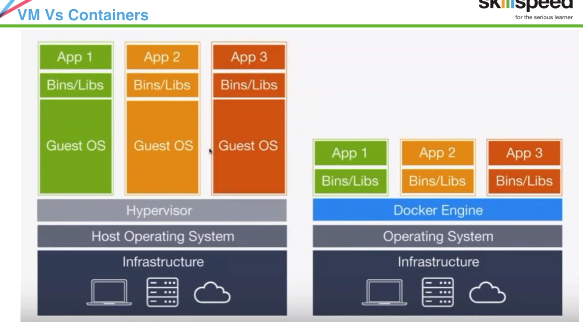 VM Vs Containers
skillspeed
for the serious learner
App 1
App 2
App 3
Bins/Libs
Bins/Libs
Bins/Libs
Guest OS
Guest OS
Guest OS
Hypervisor
Host Operating System
Infrastructure
App 1
App 2
App 3
Bins/Libs
Bins/Libs
Bins/Libs
Docker Engine
Operating System
Infrastructure